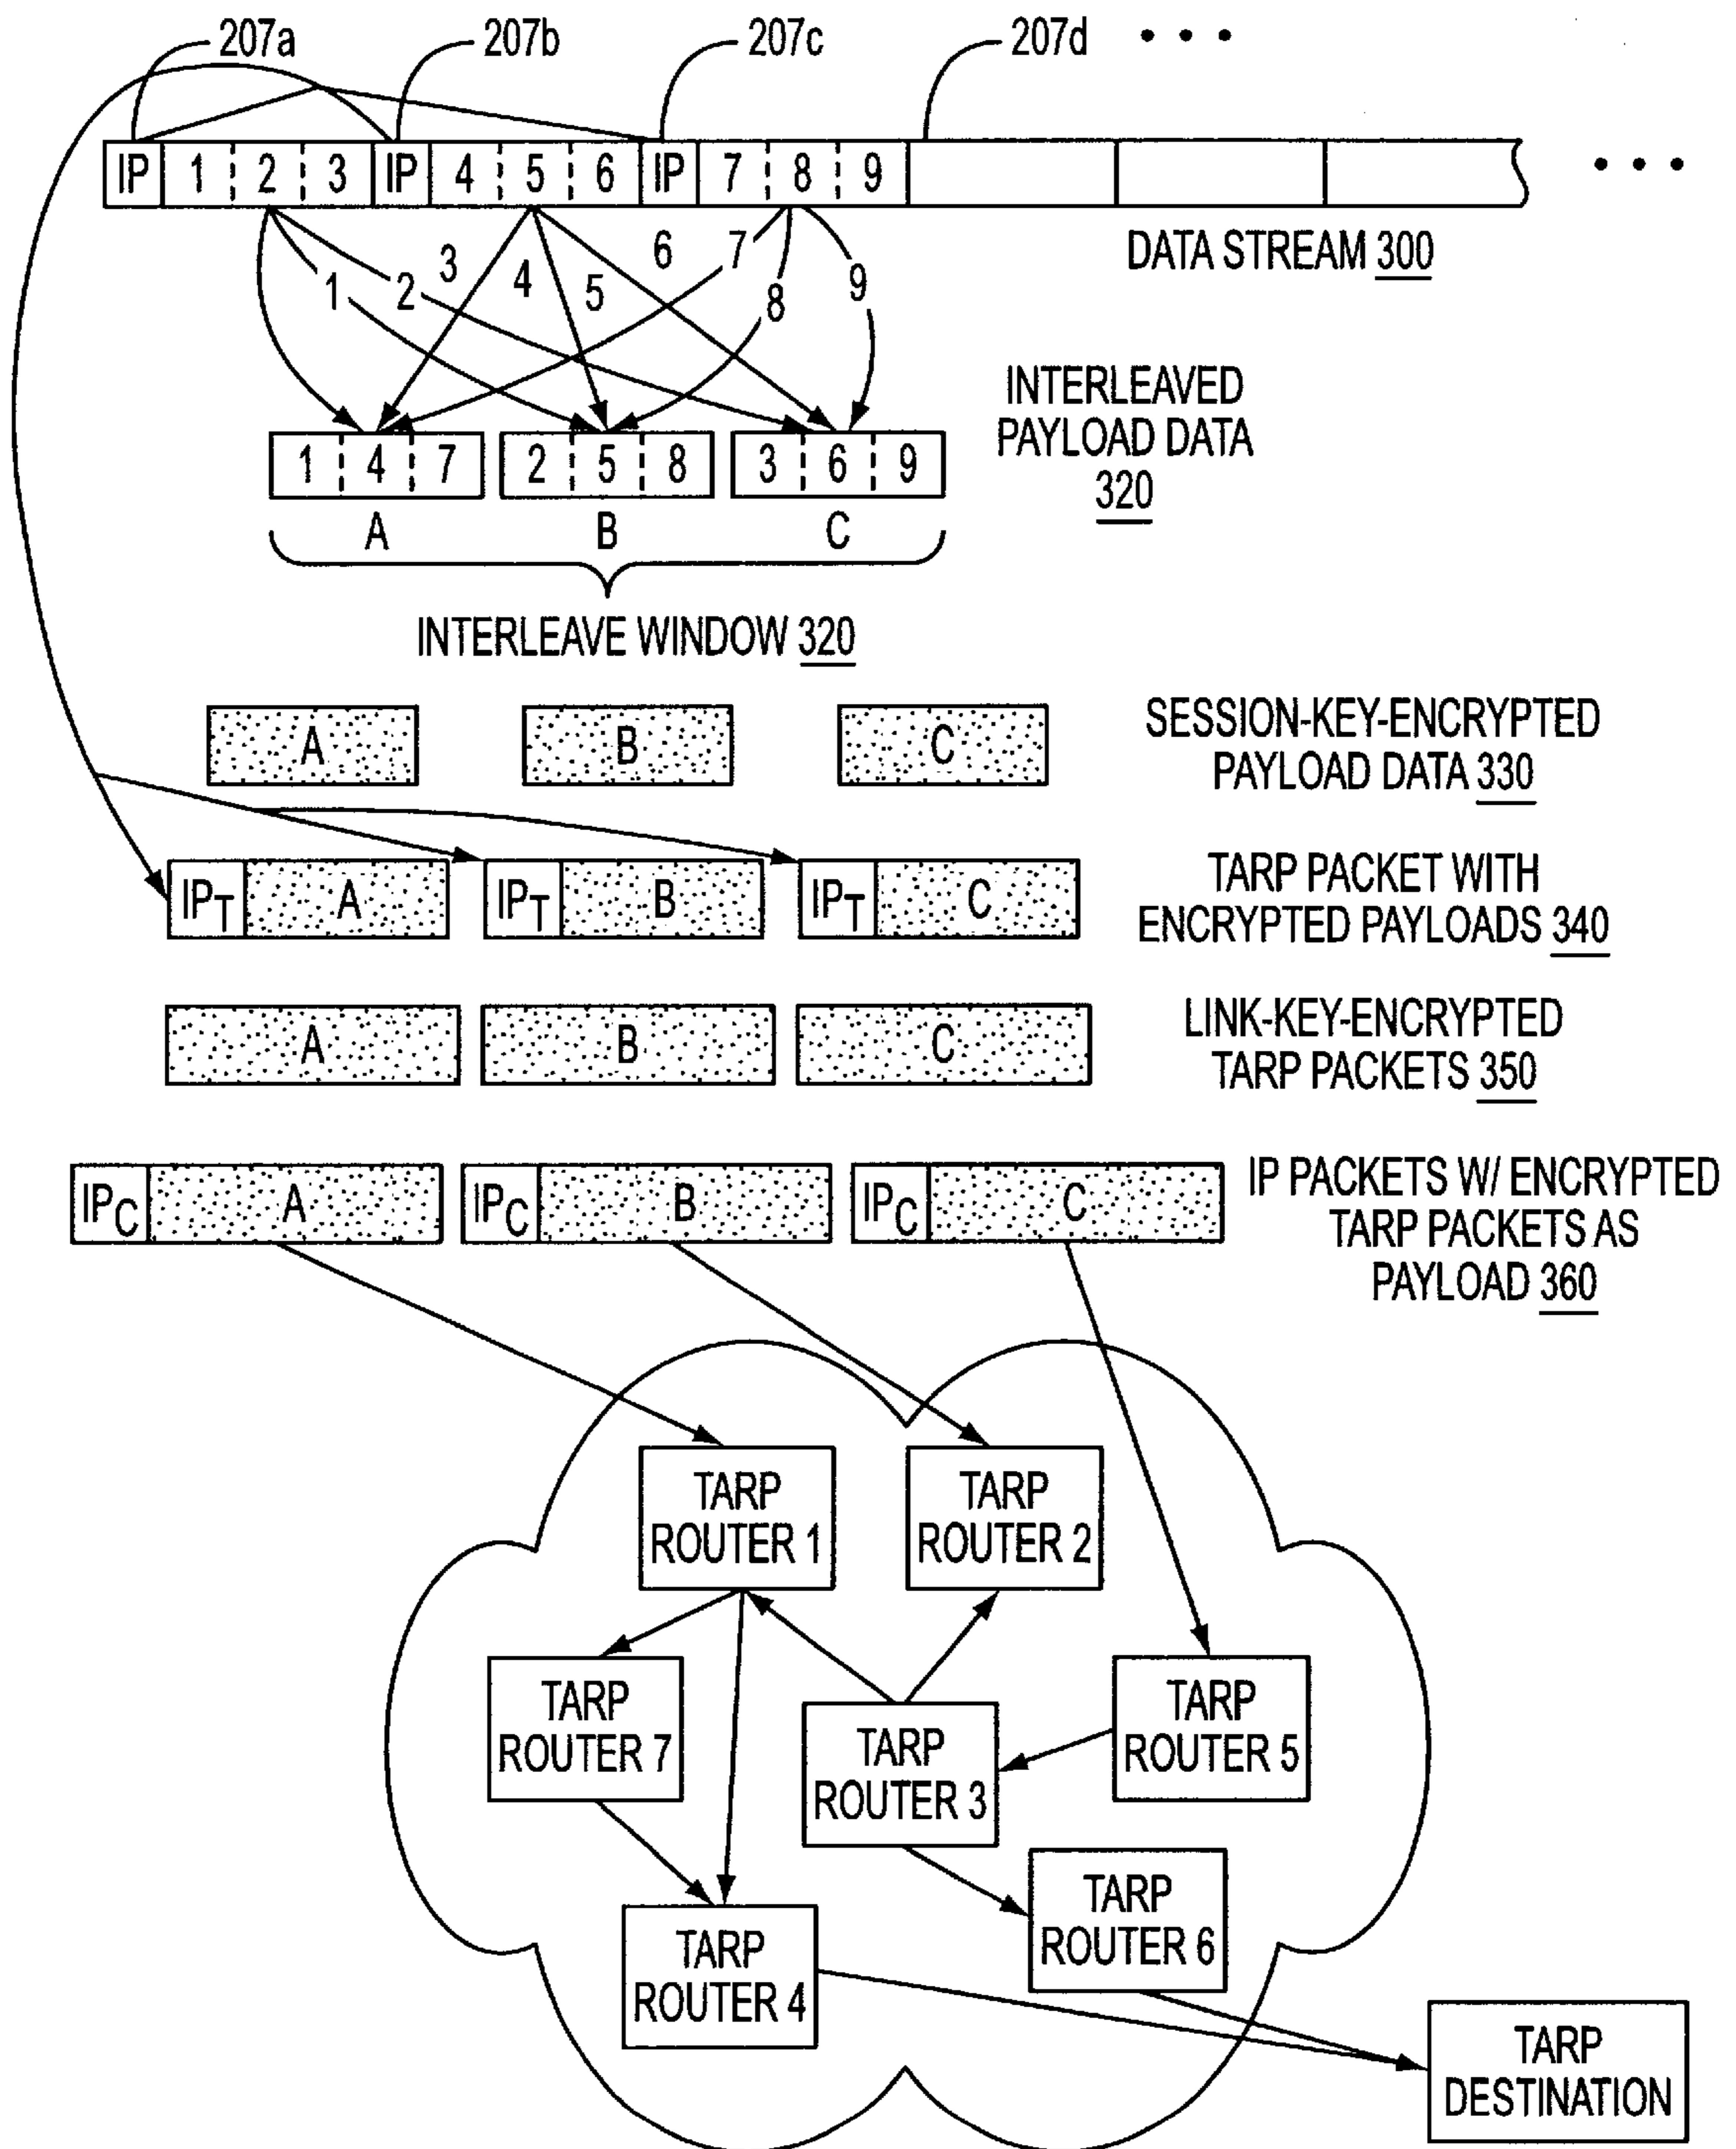 207a 207b 207c 207d • • •
IP 1 2 3 IP 4 5 6 IP 7 8 9 • • •
DATA STREAM 300
1 2 3 4 5 6 7 8 9
INTERLEAVED
PAYLOAD DATA
320
1 4 7 2 5 8 3 6 9
A B C
INTERLEAVE WINDOW 320
A B C
SESSION-KEY-ENCRYPTED
PAYLOAD DATA 330
IPT A IPT B IPT C
TARP PACKET WITH
ENCRYPTED PAYLOADS 340
A B C
LINK-KEY-ENCRYPTED
TARP PACKETS 350
IPC A IPC B IPC C
IP PACKETS W/ ENCRYPTED
TARP PACKETS AS
PAYLOAD 360
TARP
ROUTER 1
TARP
ROUTER 2
TARP
ROUTER 7
TARP
ROUTER 3
TARP
ROUTER 5
TARP
ROUTER 4
TARP
ROUTER 6
TARP
DESTINATION